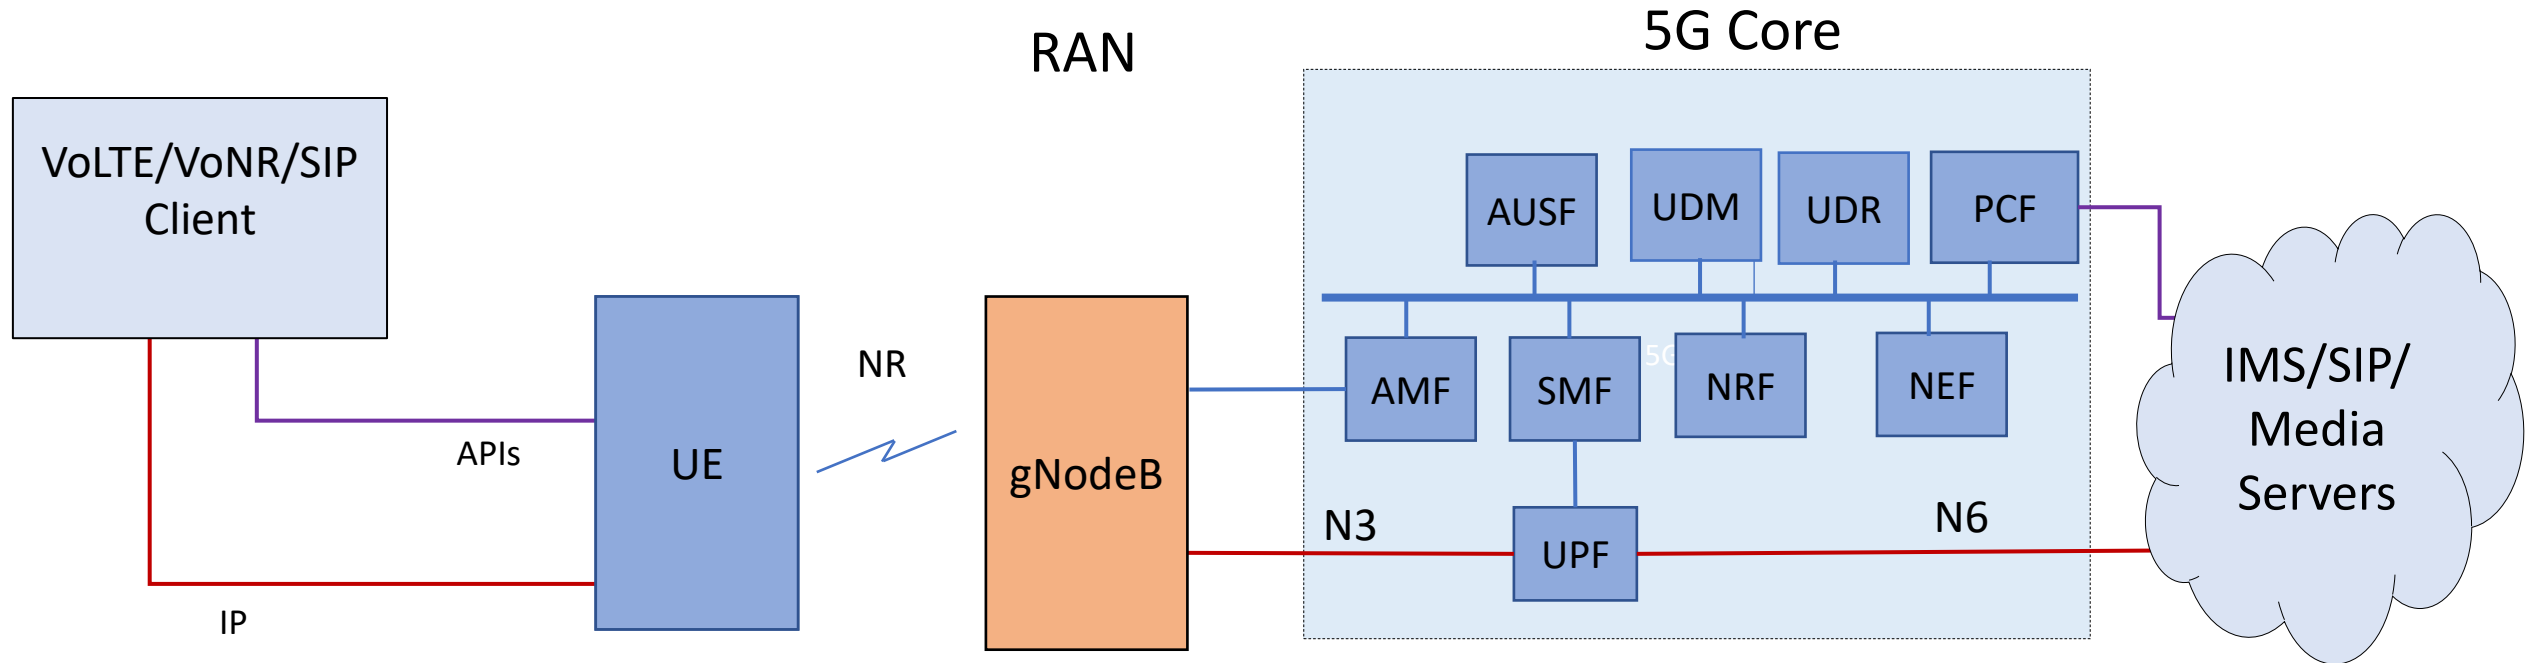 RAN
5G Core
VoLTE/VoNR/SIP
Client
AUSF
UDM
UDR
PCF
NR
5G
AMF
SMF
NRF
NEF
IMS/SIP/
Media
Servers
APIs
UE
gNodeB
N3
UPF
N6
IP